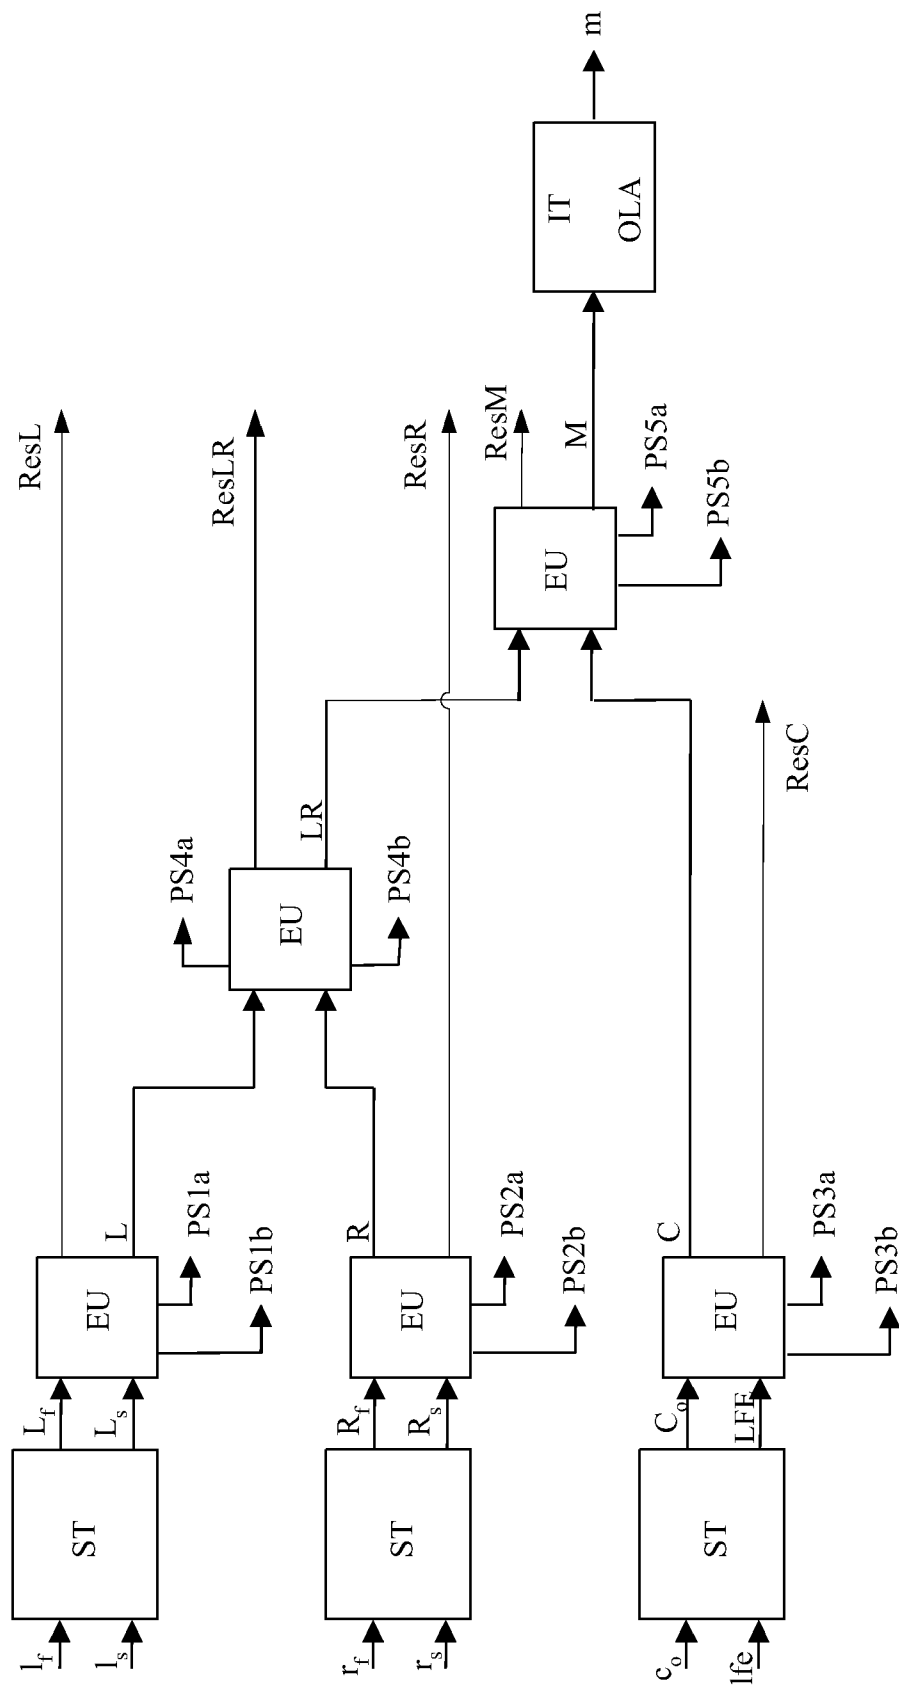 l_f
l_s
ST
L_f
L_s
EU
L
PS1a
PS1b
ResL
r_f
r_s
ST
R_f
R_s
EU
R
PS2a
PS2b
ResR
c_o
lfe
ST
C_o
LFE
EU
C
PS3a
PS3b
ResC
EU
PS4a
PS4b
LR
ResLR
EU
ResM
M
PS5a
PS5b
IT
OLA
m